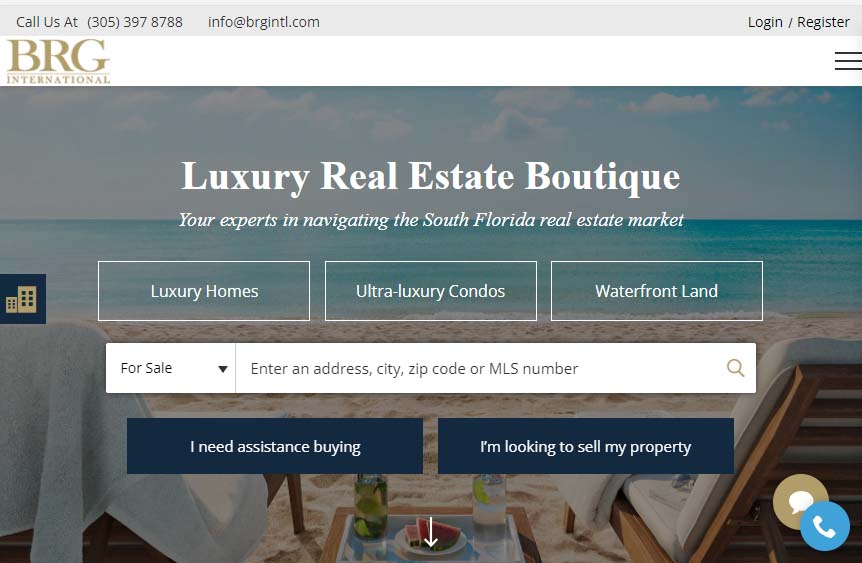 Call Us At (305) 397 8788 info@brgintl.com Login / Register
BRG
INTERNATIONAL
Luxury Real Estate Boutique
Your experts in navigating the South Florida real estate market
Luxury Homes Ultra-luxury Condos Waterfront Land
For Sale Enter an address, city, zip code or MLS number
I need assistance buying I'm looking to sell my property